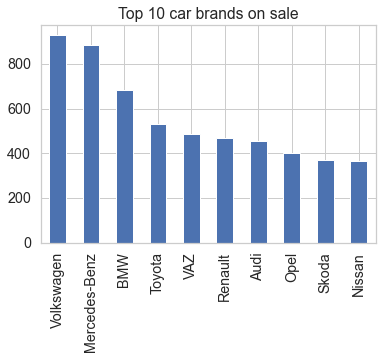 Top 10 car brands on sale
800
600
400
200
0
Volkswagen
Mercedes-Benz
BMW
Toyota
VAZ
Renault
Audi
Opel
Skoda
Nissan